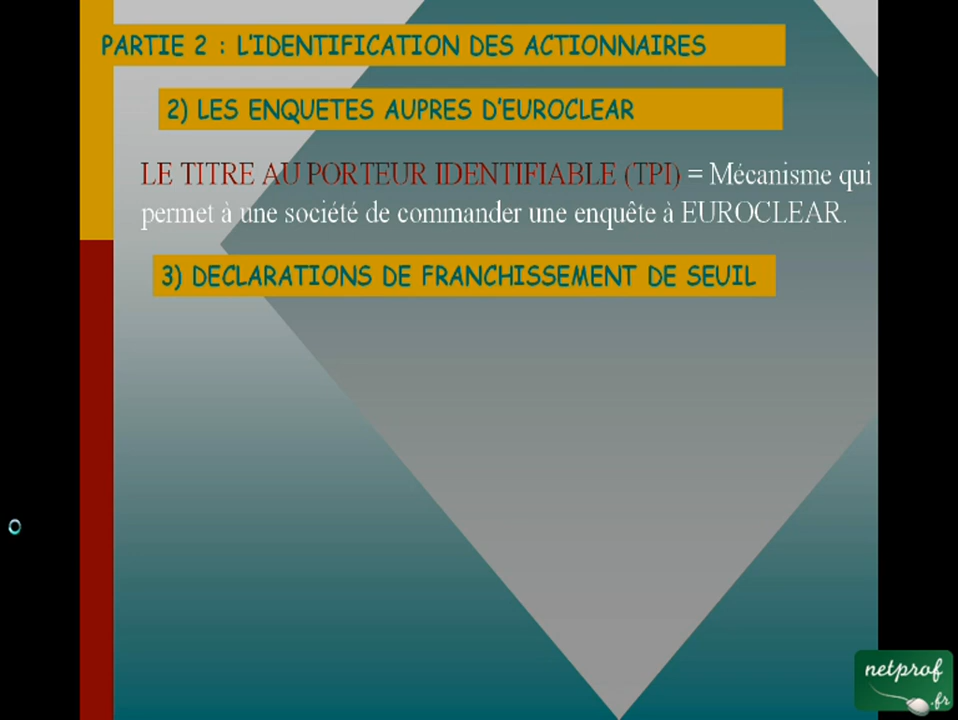 PARTIE 2 : L'IDENTIFICATION DES ACTIONNAIRES
2) LES ENQUETES AUPRES D'EUROCLEAR
LE TITRE AU PORTEUR IDENTIFIABLE (TPI) = Mécanisme qui
permet à une société de commander une enquête à EUROCLEAR.
3) DECLARATIONS DE FRANCHISSEMENT DE SEUIL
netprof
.fr